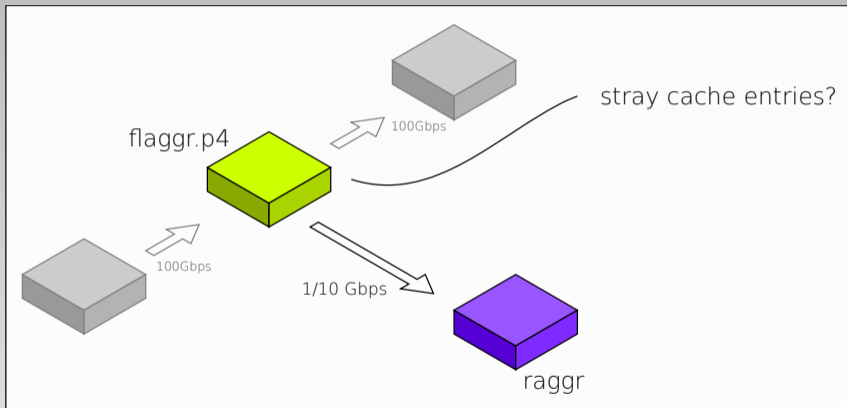 stray cache entries?
100Gbps
flaggr.p4
100Gbps
1/10 Gbps
raggr